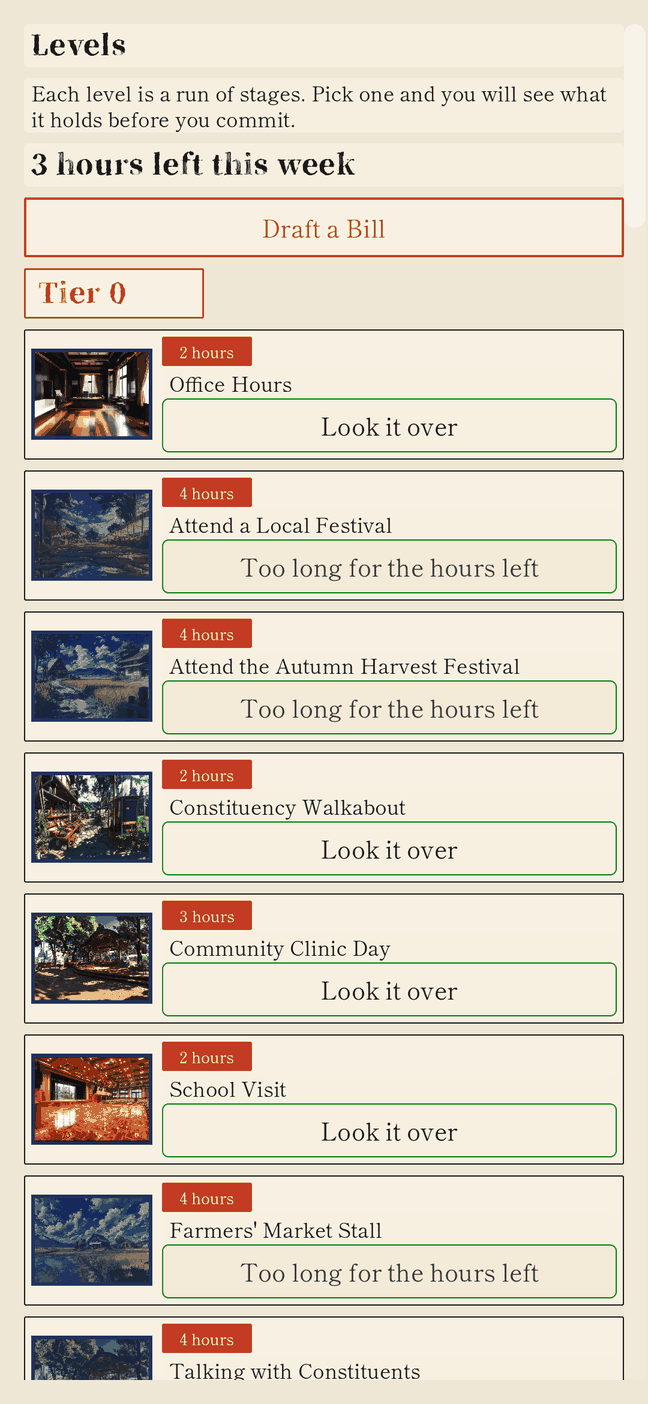 Levels
Each level is a run of stages. Pick one and you will see what
it holds before you commit.
3 hours left this week
Draft a Bill
Tier 0
2 hours
Office Hours
Look it over
4 hours
Attend a Local Festival
Too long for the hours left
4 hours
Attend the Autumn Harvest Festival
Too long for the hours left
2 hours
Constituency Walkabout
Look it over
3 hours
Community Clinic Day
Look it over
2 hours
School Visit
Look it over
4 hours
Farmers' Market Stall
Too long for the hours left
4 hours
Talking with Constituents